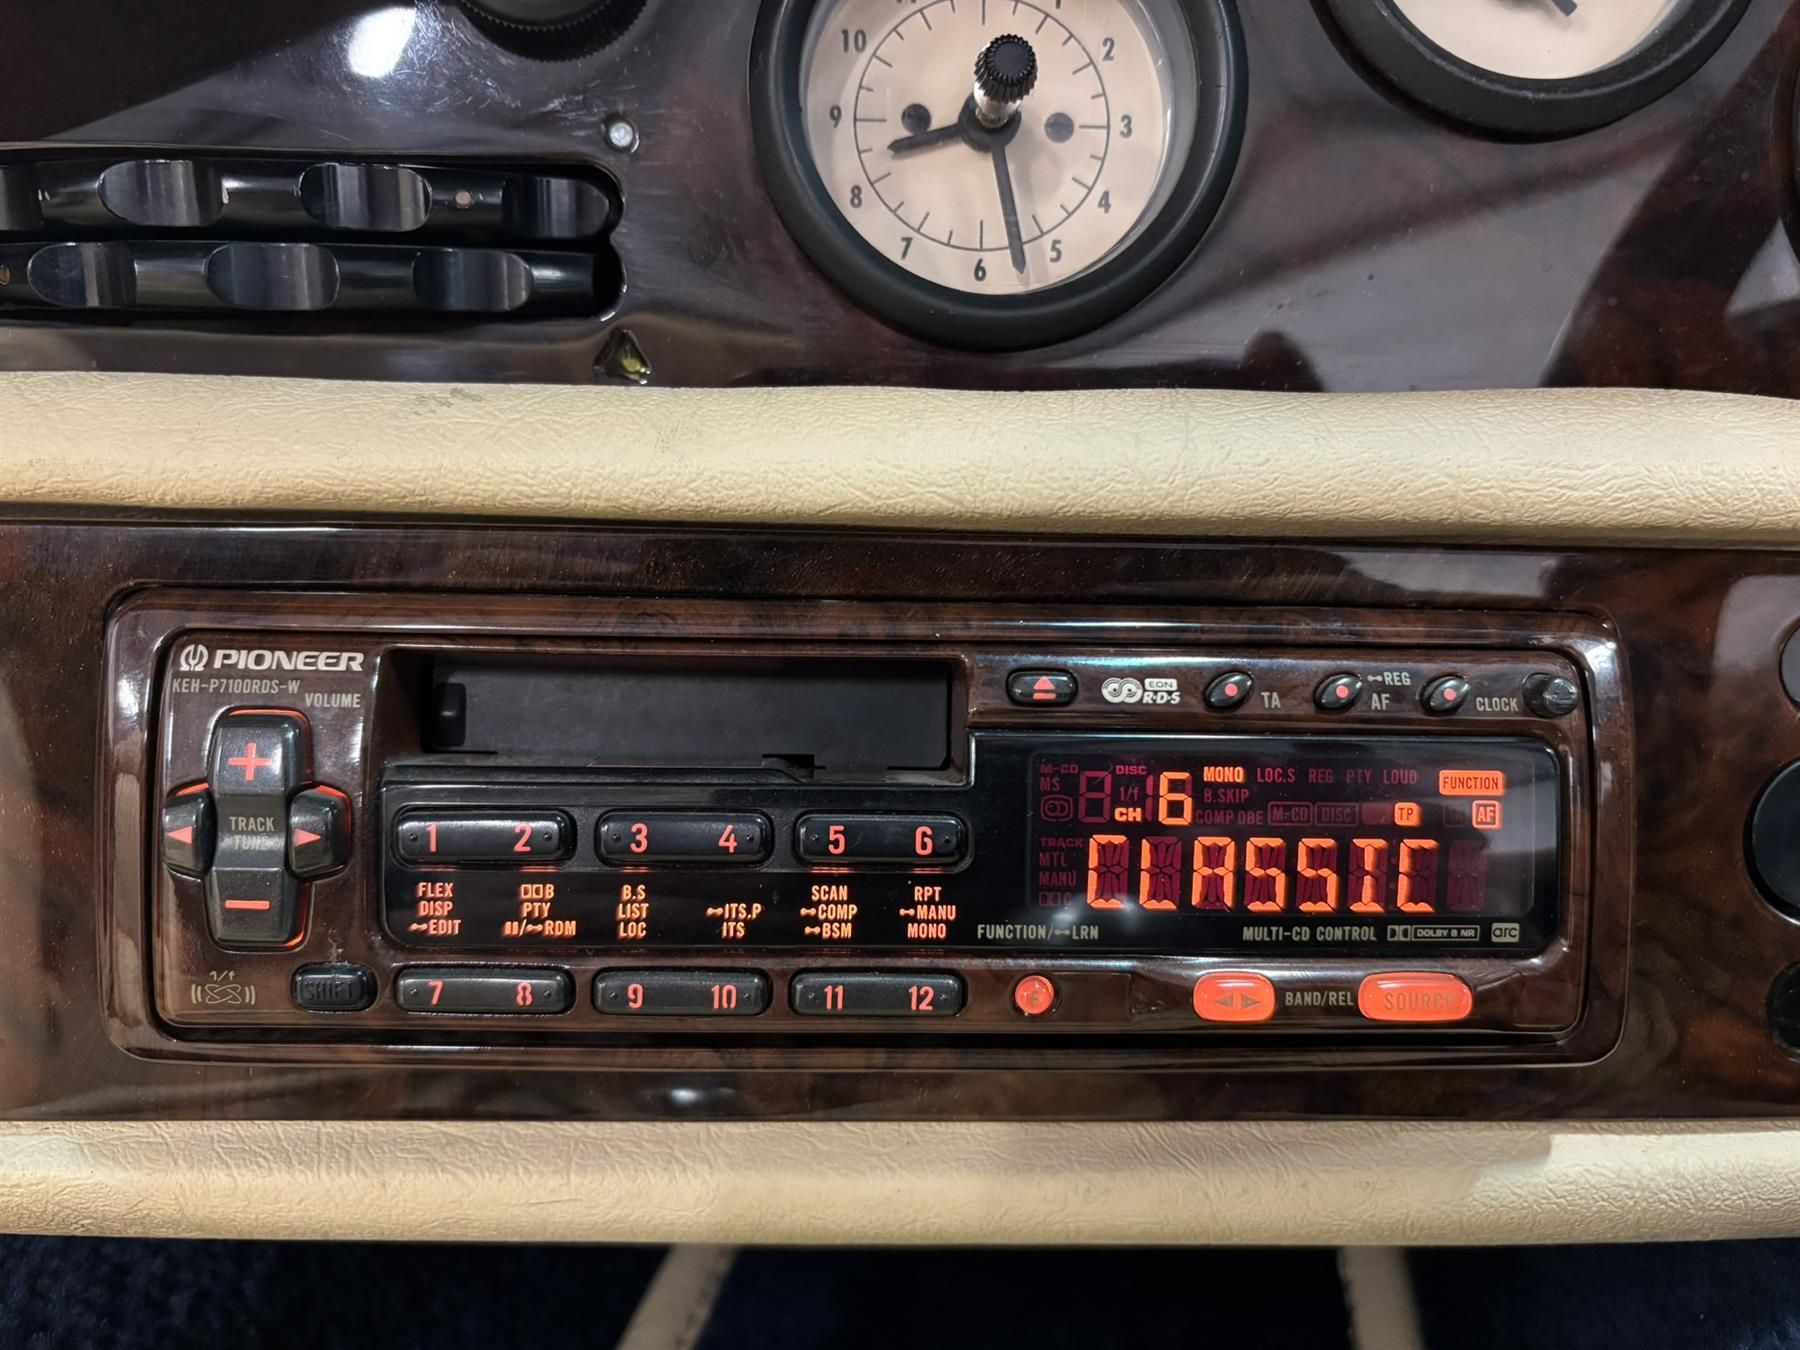 10 2
9 3
8 4
7 6 5
PIONEER
KEH-P7100RDS-W
VOLUME
EON
R·D·S
TA
REG
AF
CLOCK
+
TRACK
TUNE
−
1 2 3 4 5 6
FLEX B B.S SCAN RPT
DISP PTY LIST ITS.P COMP MANU
EDIT /RDM LOC ITS BSM MONO
1/f
SHIFT
7 8 9 10 11 12
M-CD DISC MONO LOC.S REG PTY LOUD FUNCTION
MS 1/f 6 B.SKIP
CH COMP DBE M-CD DISC TP AF
TRACK
MTL
MANU
C
CLASSIC
FUNCTION/LRN
MULTI-CD CONTROL DOLBY B NR arc
F
BAND/REL
SOURCE